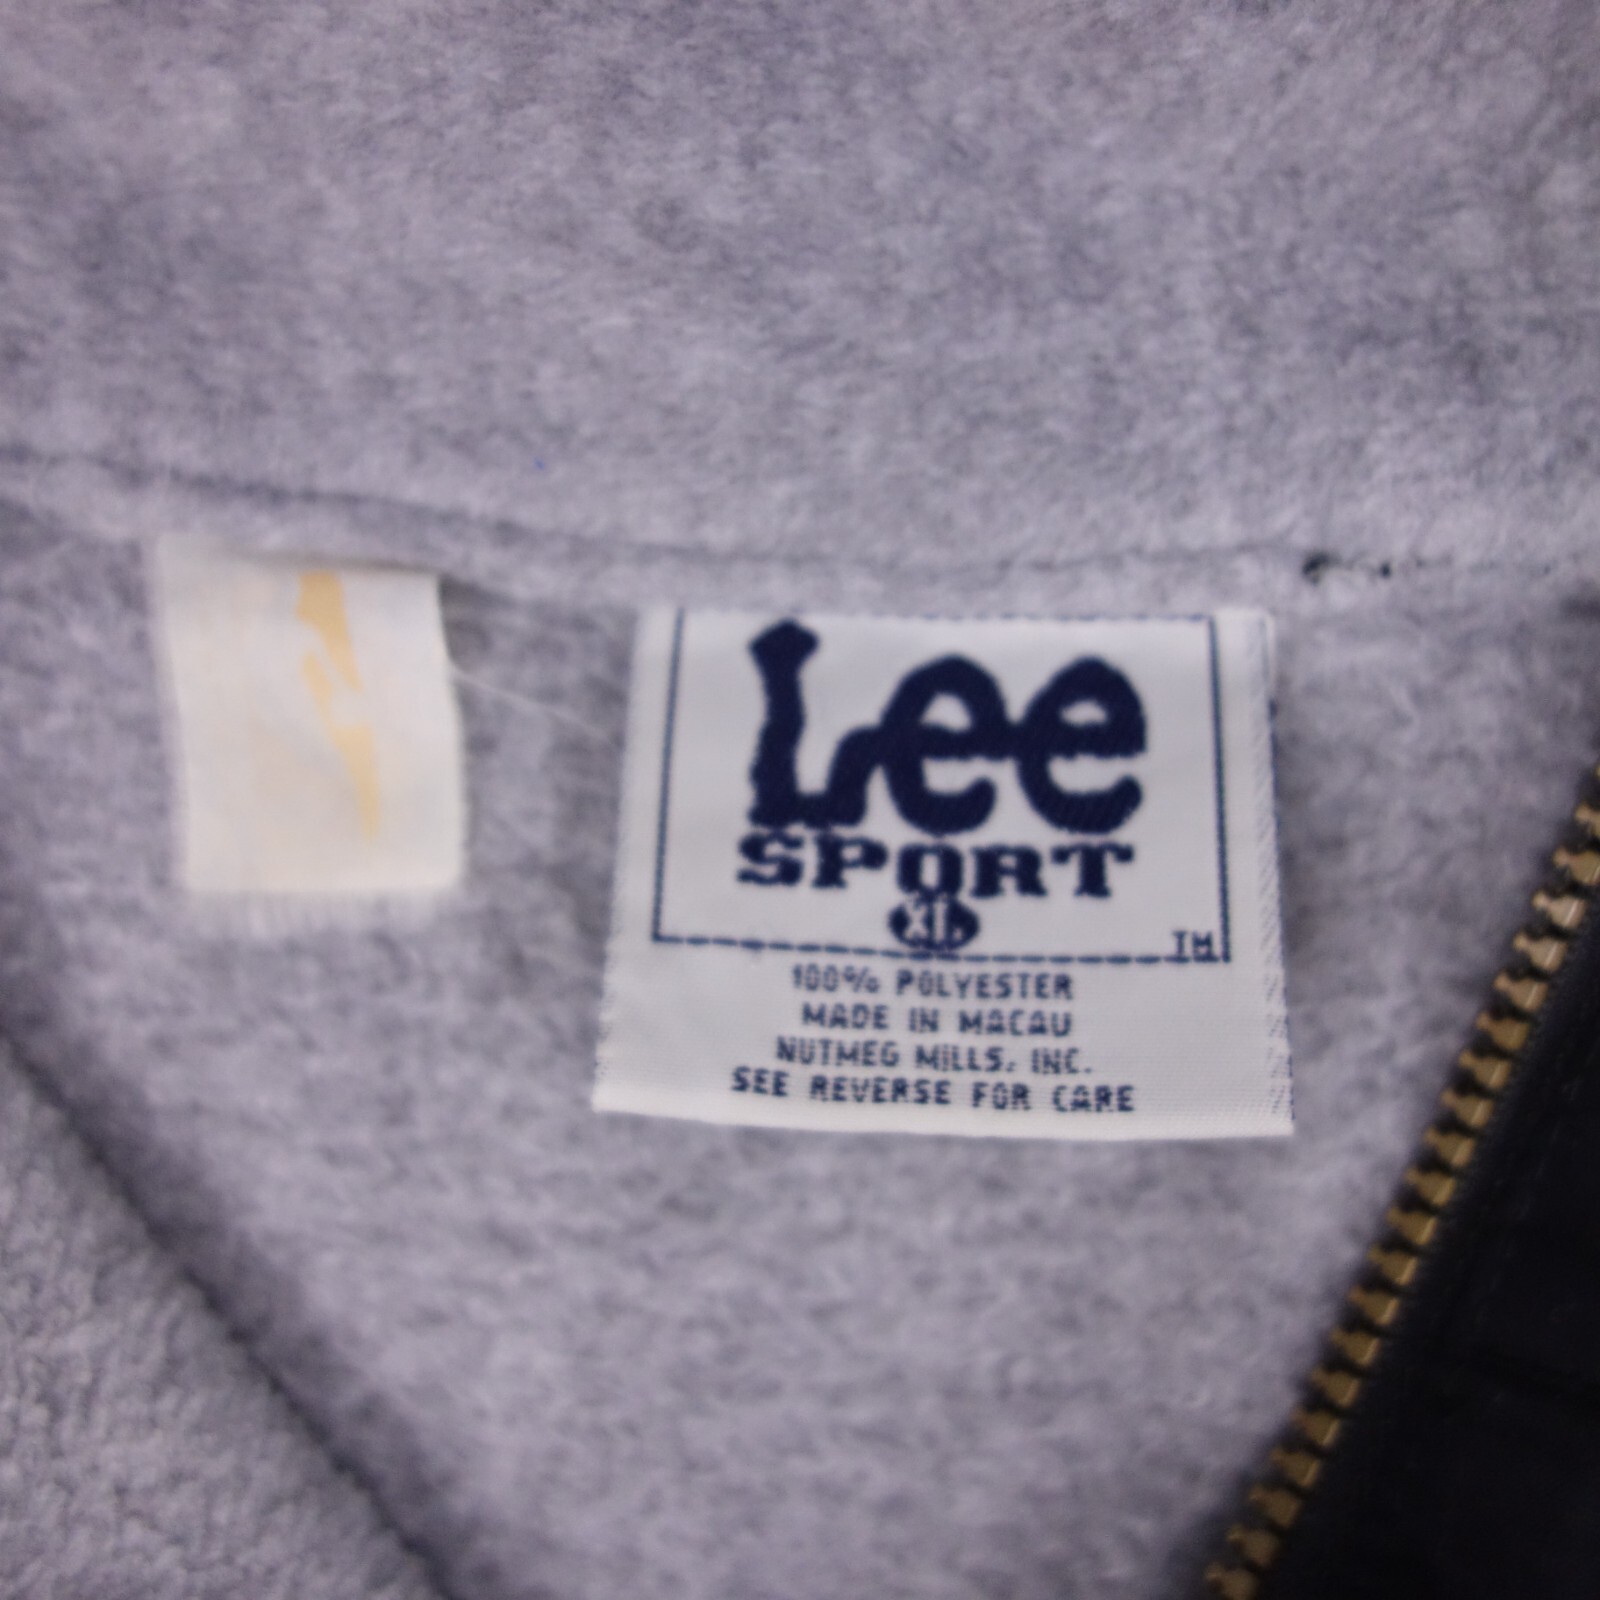 Lee
SPORT
XL
TM
100% POLYESTER
MADE IN MACAU
NUTMEG MILLS, INC.
SEE REVERSE FOR CARE